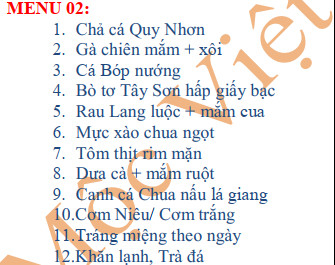 MENU 02:
1. Chả cá Quy Nhơn
2. Gà chiên mắm + xôi
3. Cá Bóp nướng
4. Bò tơ Tây Sơn hấp giấy bạc
5. Rau Lang luộc + mắm cua
6. Mực xào chua ngọt
7. Tôm thịt rim mặn
8. Dưa cà + mắm ruột
9. Canh cá Chua nấu lá giang
10.Cơm Niêu/ Cơm trắng
11.Tráng miệng theo ngày
12.Khăn lạnh, Trà đá
Mộc Việt